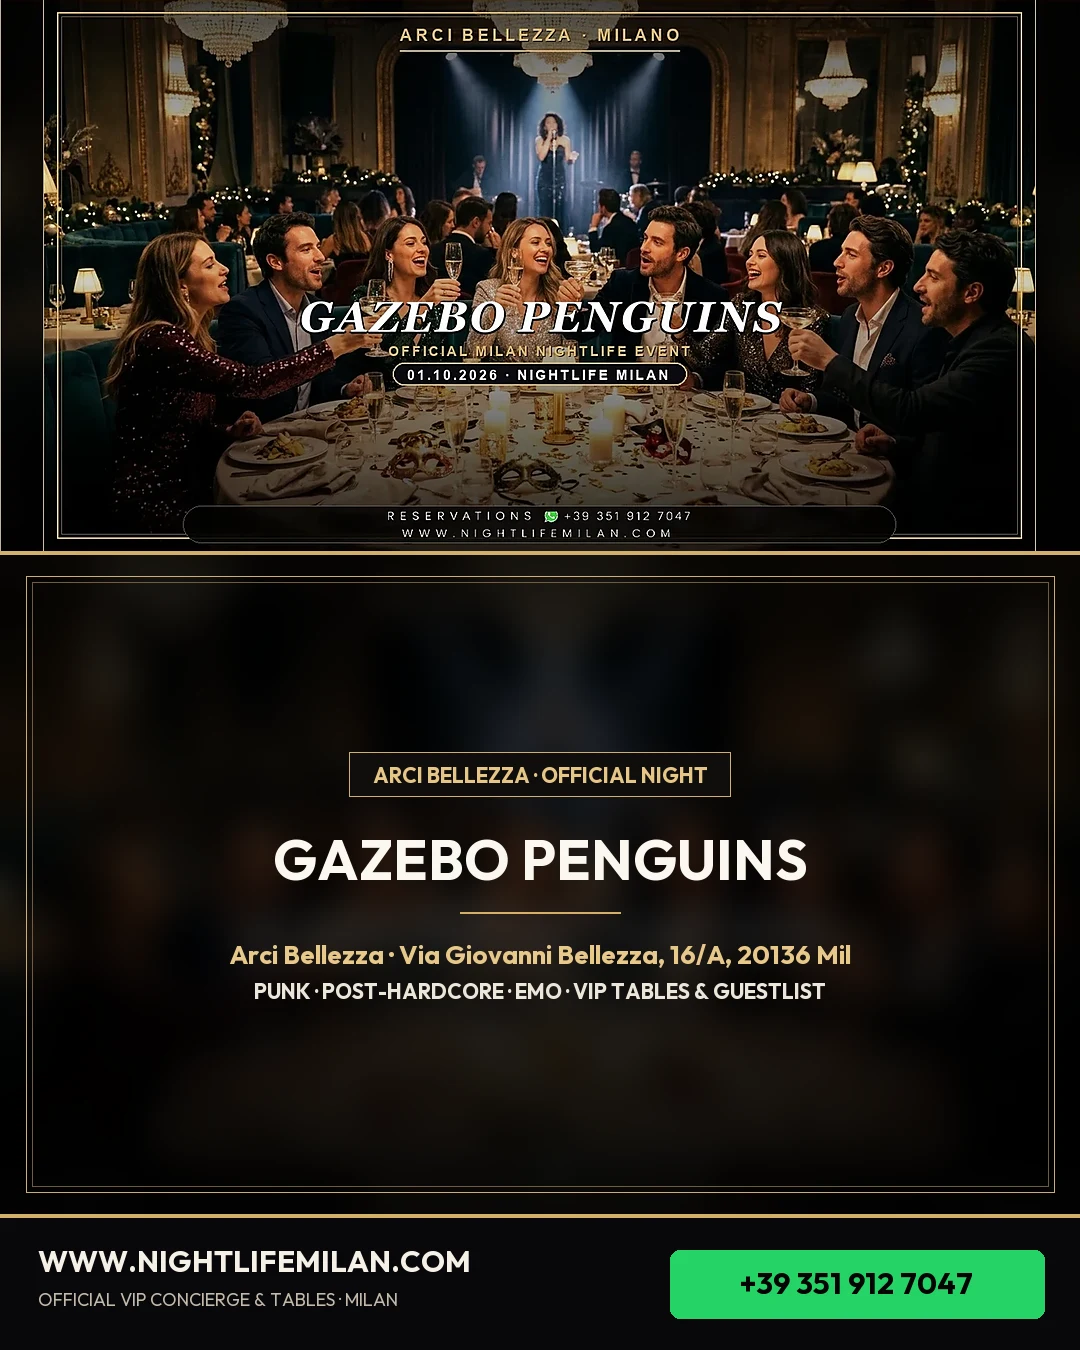 ARCI BELLEZZA · MILANO
GAZEBO PENGUINS
OFFICIAL MILAN NIGHTLIFE EVENT
01.10.2026 · NIGHTLIFE MILAN
RESERVATIONS +39 351 912 7047
WWW.NIGHTLIFEMILAN.COM
ARCI BELLEZZA · OFFICIAL NIGHT
GAZEBO PENGUINS
Arci Bellezza · Via Giovanni Bellezza, 16/A, 20136 Mil
PUNK · POST-HARDCORE · EMO · VIP TABLES & GUESTLIST
WWW.NIGHTLIFEMILAN.COM
OFFICIAL VIP CONCIERGE & TABLES · MILAN
+39 351 912 7047